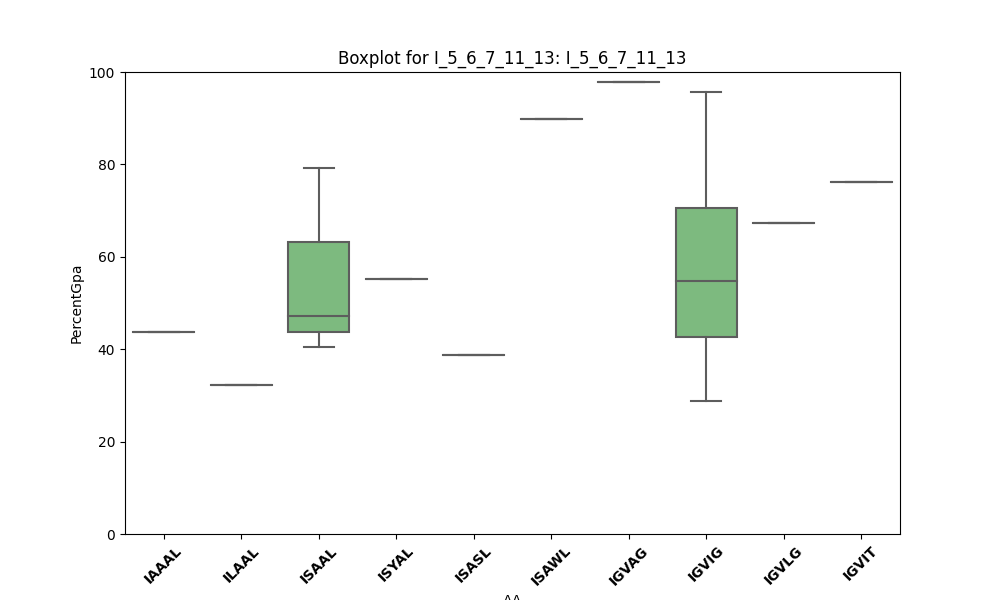 Boxplot for I_5_6_7_11_13: I_5_6_7_11_13
100
80
60
40
20
0
PercentGpa
IAAAL
ILAAL
ISAAL
ISYAL
ISASL
ISAWL
IGVAG
IGVIG
IGVLG
IGVIT
AA